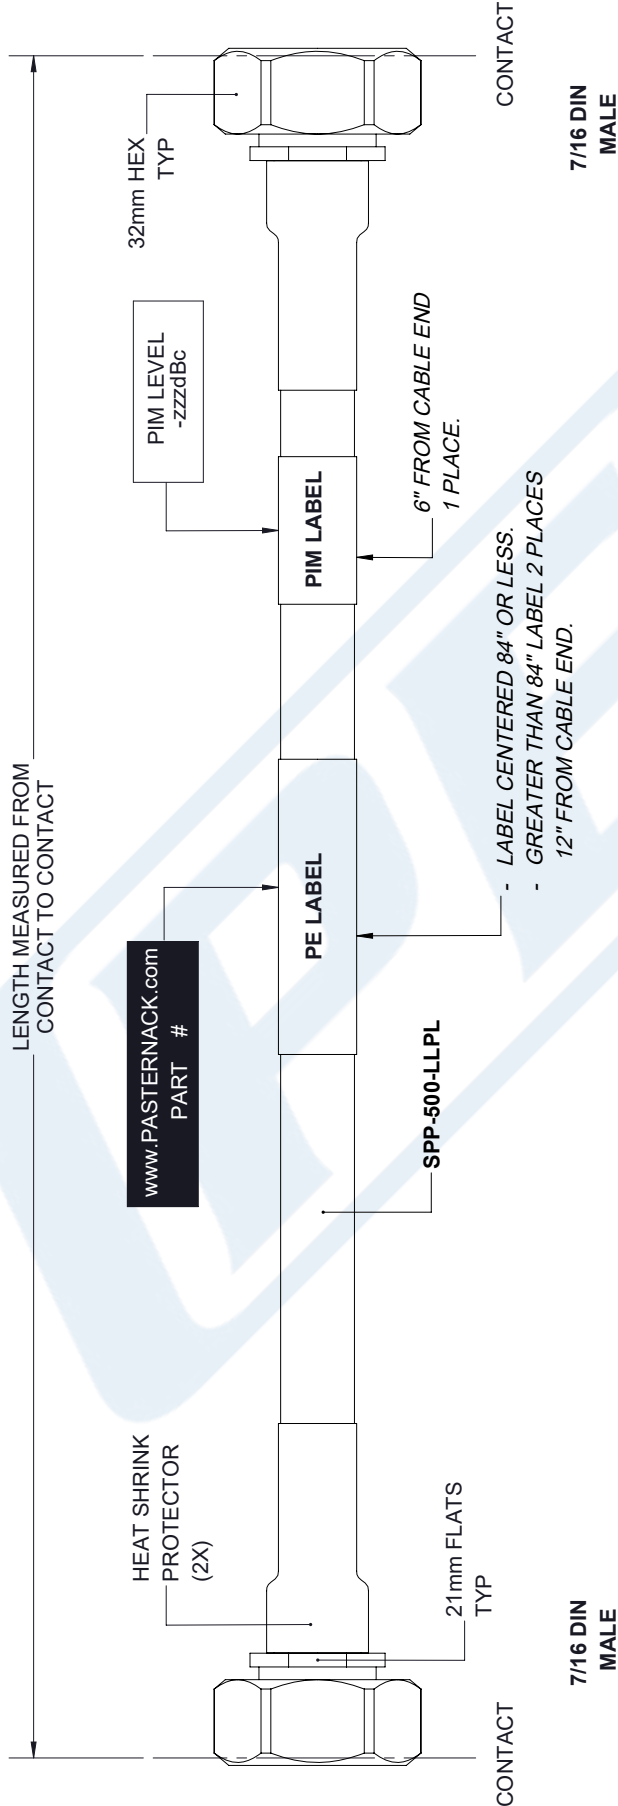 LENGTH MEASURED FROM
CONTACT TO CONTACT
HEAT SHRINK
PROTECTOR
(2X)
www.PASTERNACK.com
PART #
PIM LEVEL
-zzzdBc
32mm HEX
TYP
PE LABEL
PIM LABEL
21mm FLATS
TYP
SPP-500-LLPL
6" FROM CABLE END
1 PLACE.
- LABEL CENTERED 84" OR LESS.
- GREATER THAN 84" LABEL 2 PLACES
12" FROM CABLE END.
CONTACT
CONTACT
7/16 DIN
MALE
7/16 DIN
MALE